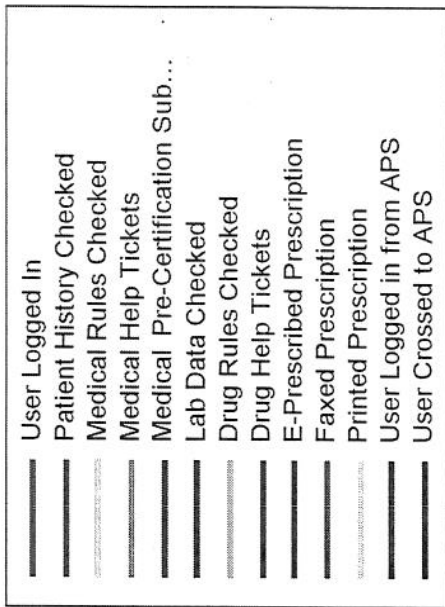 User Logged In
Patient History Checked
Medical Rules Checked
Medical Help Tickets
Medical Pre-Certification Sub...
Lab Data Checked
Drug Rules Checked
Drug Help Tickets
E-Prescribed Prescription
Faxed Prescription
Printed Prescription
User Logged in from APS
User Crossed to APS